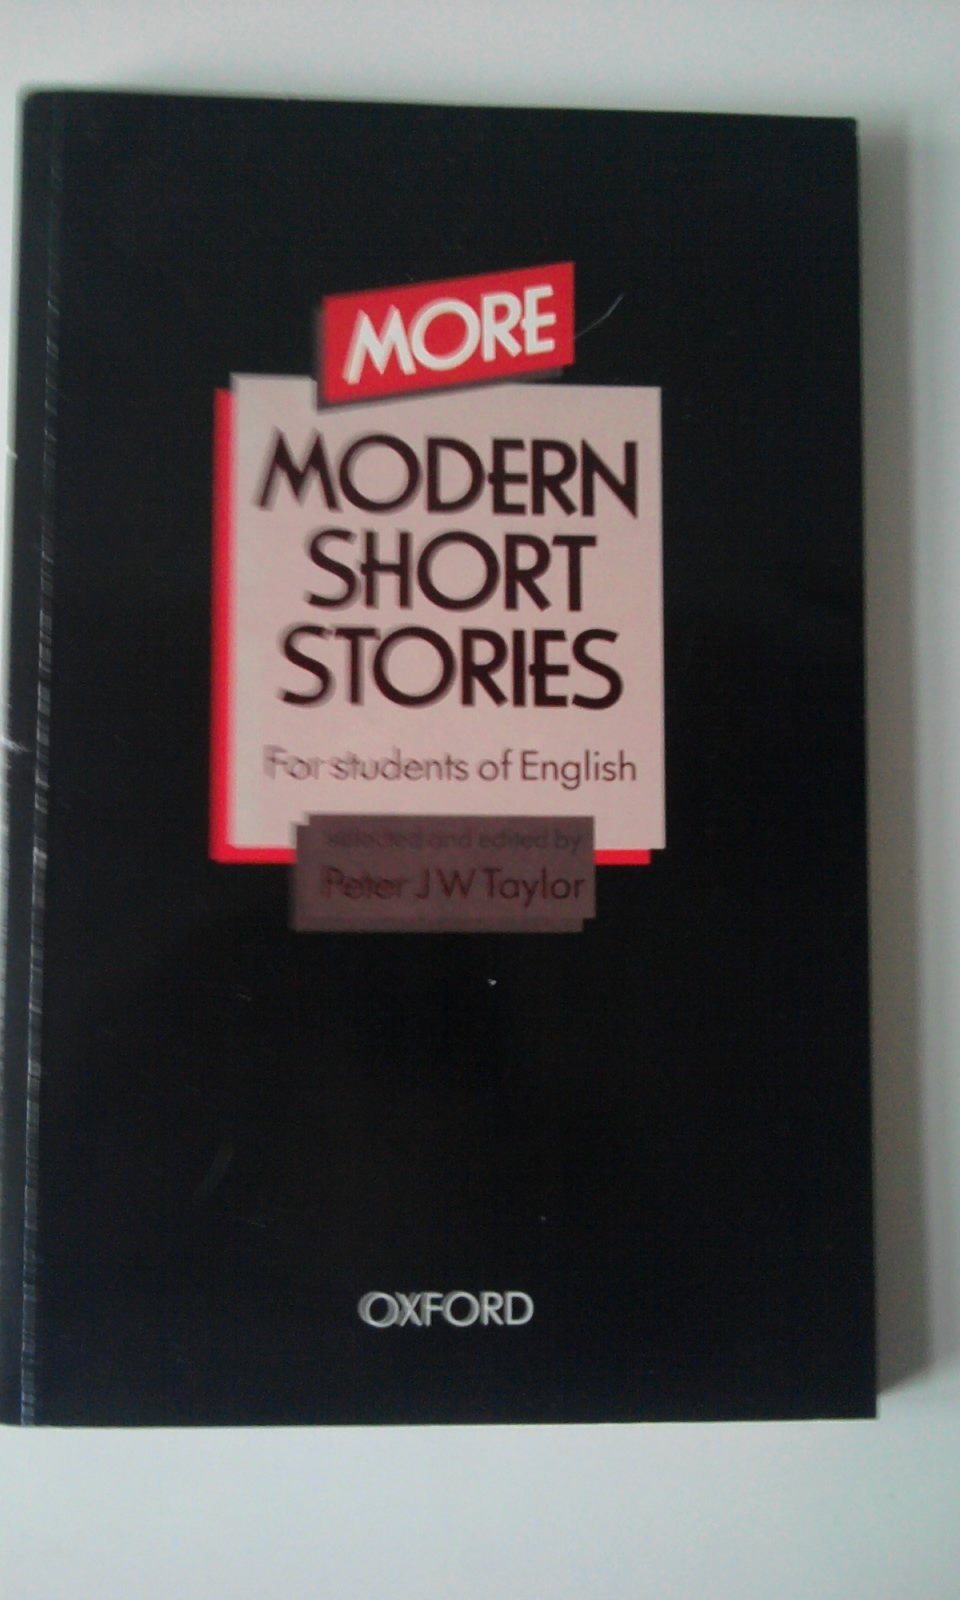 MORE
MODERN
SHORT
STORIES
For students of English
selected and edited by
Peter J W Taylor
OXFORD